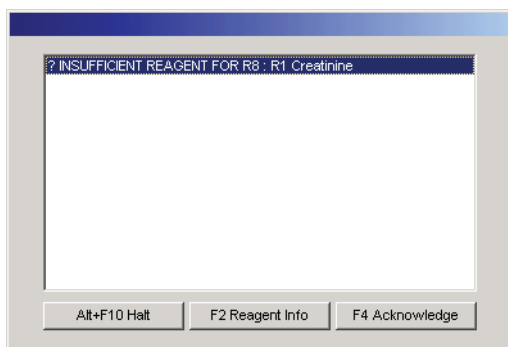 ? INSUFFICIENT REAGENT FOR R8 : R1 Creatinine
Alt+F10 Halt
F2 Reagent Info
F4 Acknowledge